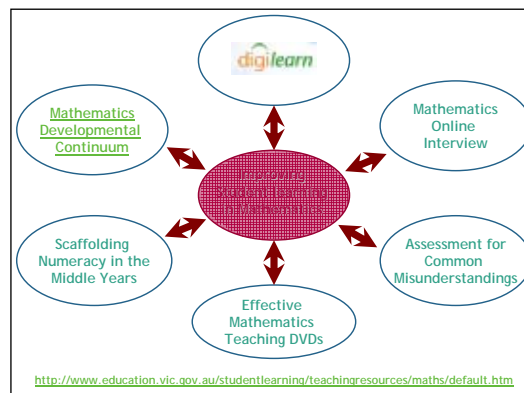 digilearn
Mathematics
Developmental
Continuum
Mathematics
Online
Interview
Improving
Student Learning
in Mathematics
Scaffolding
Numeracy in the
Middle Years
Assessment for
Common
Misunderstandings
Effective
Mathematics
Teaching DVDs
http://www.education.vic.gov.au/studentlearning/teachingresources/maths/default.htm